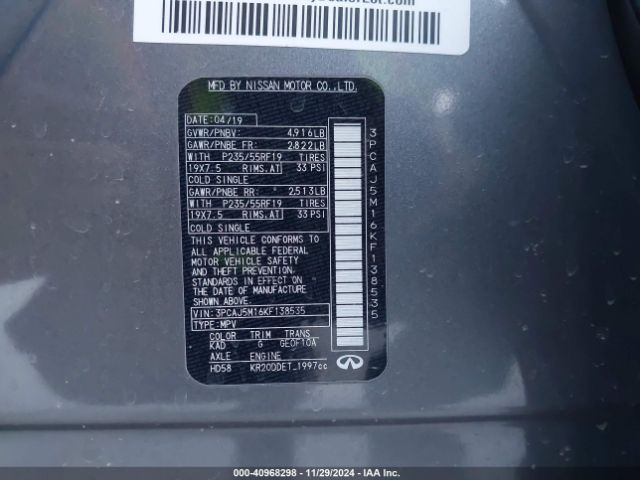 MFD BY NISSAN MOTOR CO.,LTD.
DATE: 04/19
GVWR/PNBV: 4,916LB
GAWR/PNBE FR: 2,822LB
WITH P235/55RF19 TIRES
19X7.5 RIMS.AT 33 PSI
COLD SINGLE
GAWR/PNBE RR: 2,513LB
WITH P235/55RF19 TIRES
19X7.5 RIMS.AT 33 PSI
COLD SINGLE
THIS VEHICLE CONFORMS TO
ALL APPLICABLE FEDERAL
MOTOR VEHICLE SAFETY
AND THEFT PREVENTION
STANDARDS IN EFFECT ON
THE DATE OF MANUFACTURE
SHOWN ABOVE.
VIN: 3PCAJ5M16KF138535
TYPE: MPV
COLOR TRIM TRANS
KAD G GE0F10A
AXLE ENGINE
HD58 KR20DDET 1997cc
3PCAJ5M16KF138535
000-40968298 - 11/29/2024 - IAA Inc.